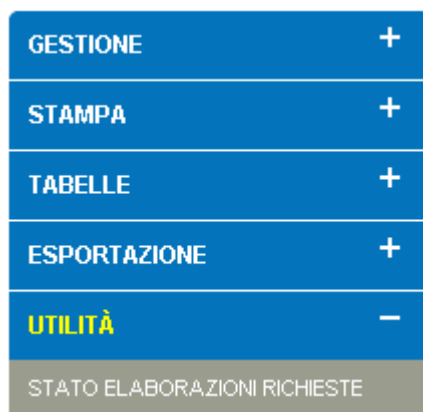 GESTIONE +
STAMPA +
TABELLE +
ESPORTAZIONE +
UTILITÀ −
STATO ELABORAZIONI RICHIESTE